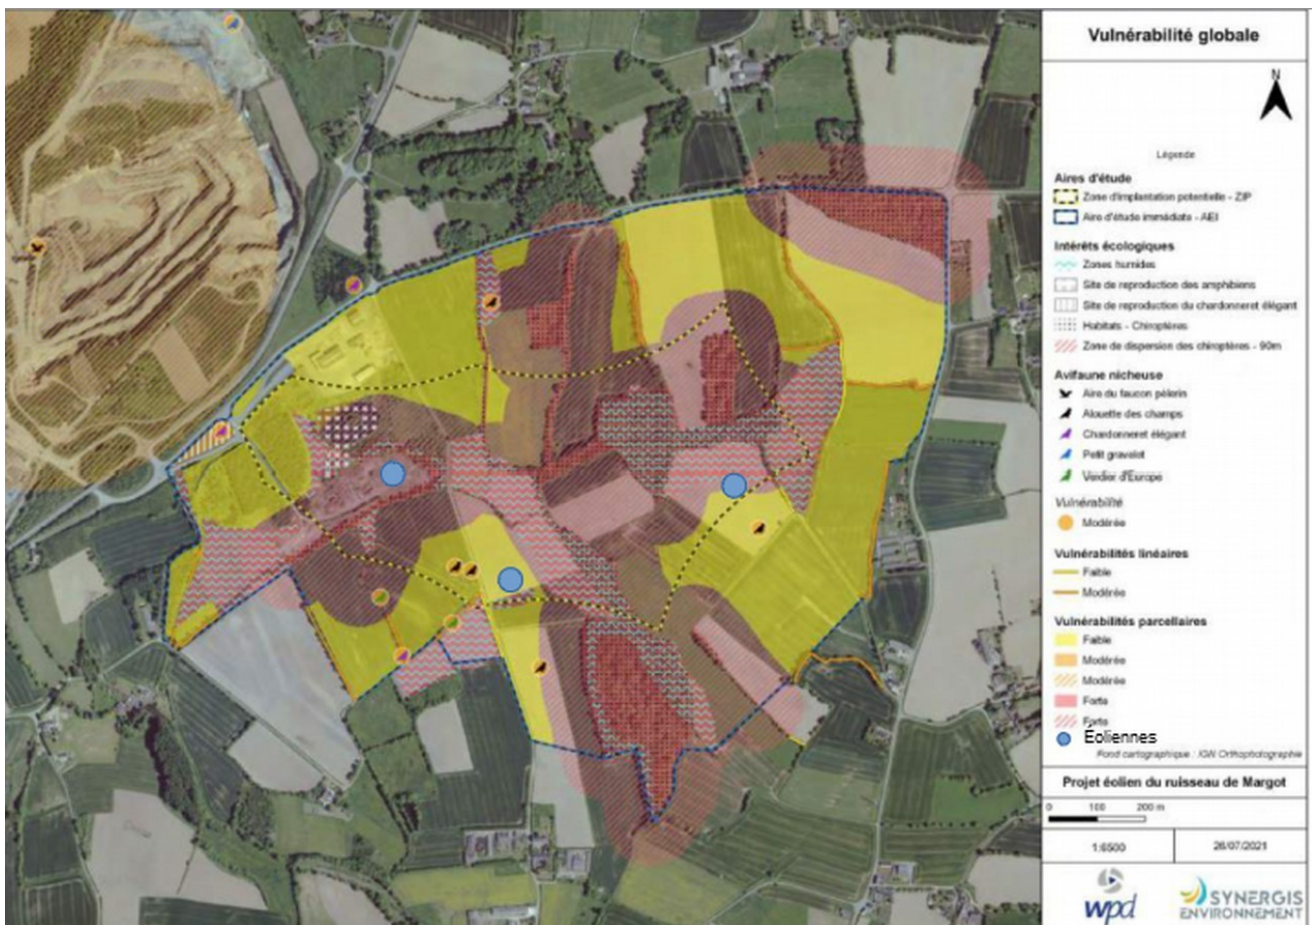 Vulnérabilité globale
N
Légende
Aires d'étude
Zone d'implantation potentielle - ZIP
Aire d'étude immédiate - AEI
Intérêts écologiques
Zones humides
Site de reproduction des amphibiens
Site de reproduction du chardonneret élégant
Habitats - Chiroptères
Zone de dispersion des chiroptères - 90m
Avifaune nicheuse
Aire du faucon pèlerin
Alouette des champs
Chardonneret élégant
Petit gravelot
Verdier d'Europe
Vulnérabilité
Modérée
Vulnérabilités linéaires
Faible
Modérée
Vulnérabilités parcellaires
Faible
Modérée
Modérée
Forte
Forte
Éoliennes
Fond cartographique : IGN Orthophotographie
Projet éolien du ruisseau de Margot
0 100 200 m
1:6500 26/07/2021
wpd SYNERGIS
ENVIRONNEMENT